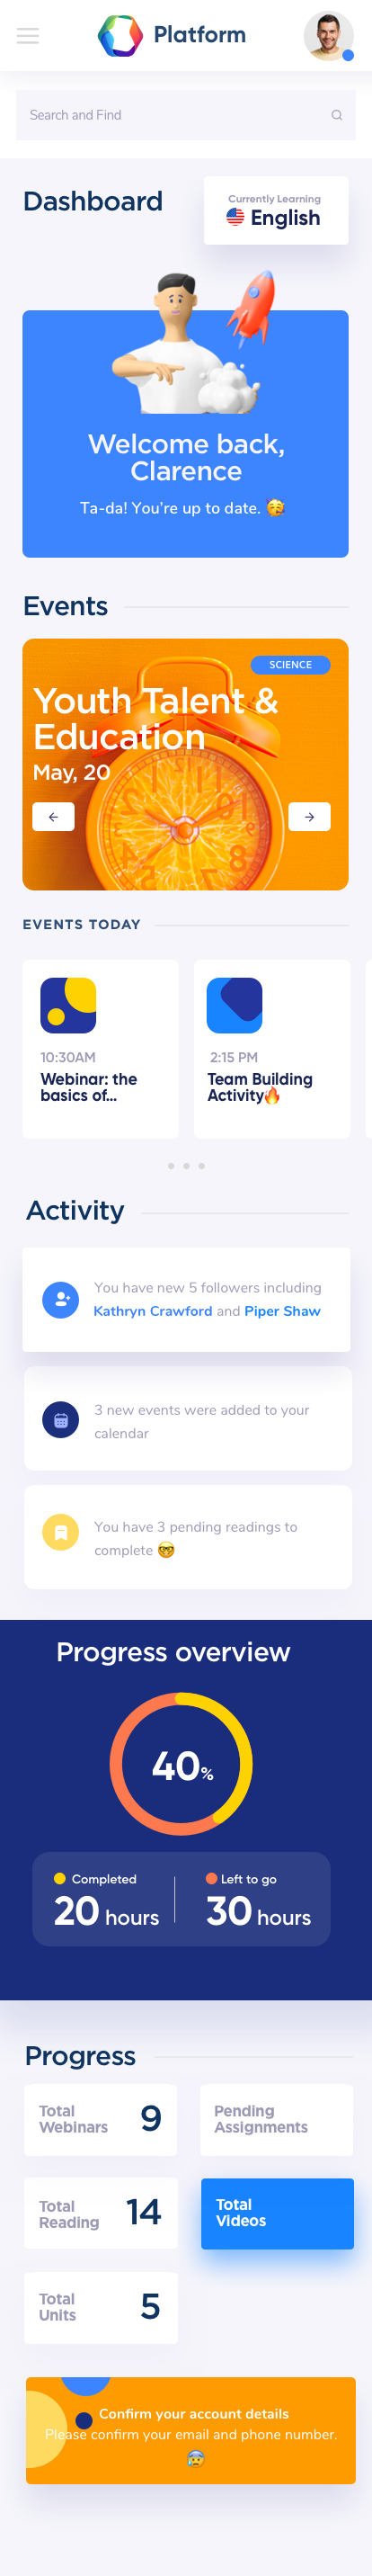 Platform
Search and Find
Dashboard
Currently Learning
English
Welcome back,
Clarence
Ta-da! You're up to date. 🥳
Events
SCIENCE
Youth Talent &
Education
May, 20
EVENTS TODAY
10:30AM
Webinar: the
basics of...
2:15 PM
Team Building
Activity🔥
Activity
You have new 5 followers including
Kathryn Crawford and Piper Shaw
3 new events were added to your
calendar
You have 3 pending readings to
complete 🤓
Progress overview
40%
Completed
20 hours
Left to go
30 hours
Progress
Total
Webinars
9
Pending
Assignments
Total
Reading
14
Total
Videos
Total
Units
5
Confirm your account details
Please confirm your email and phone number.
😰